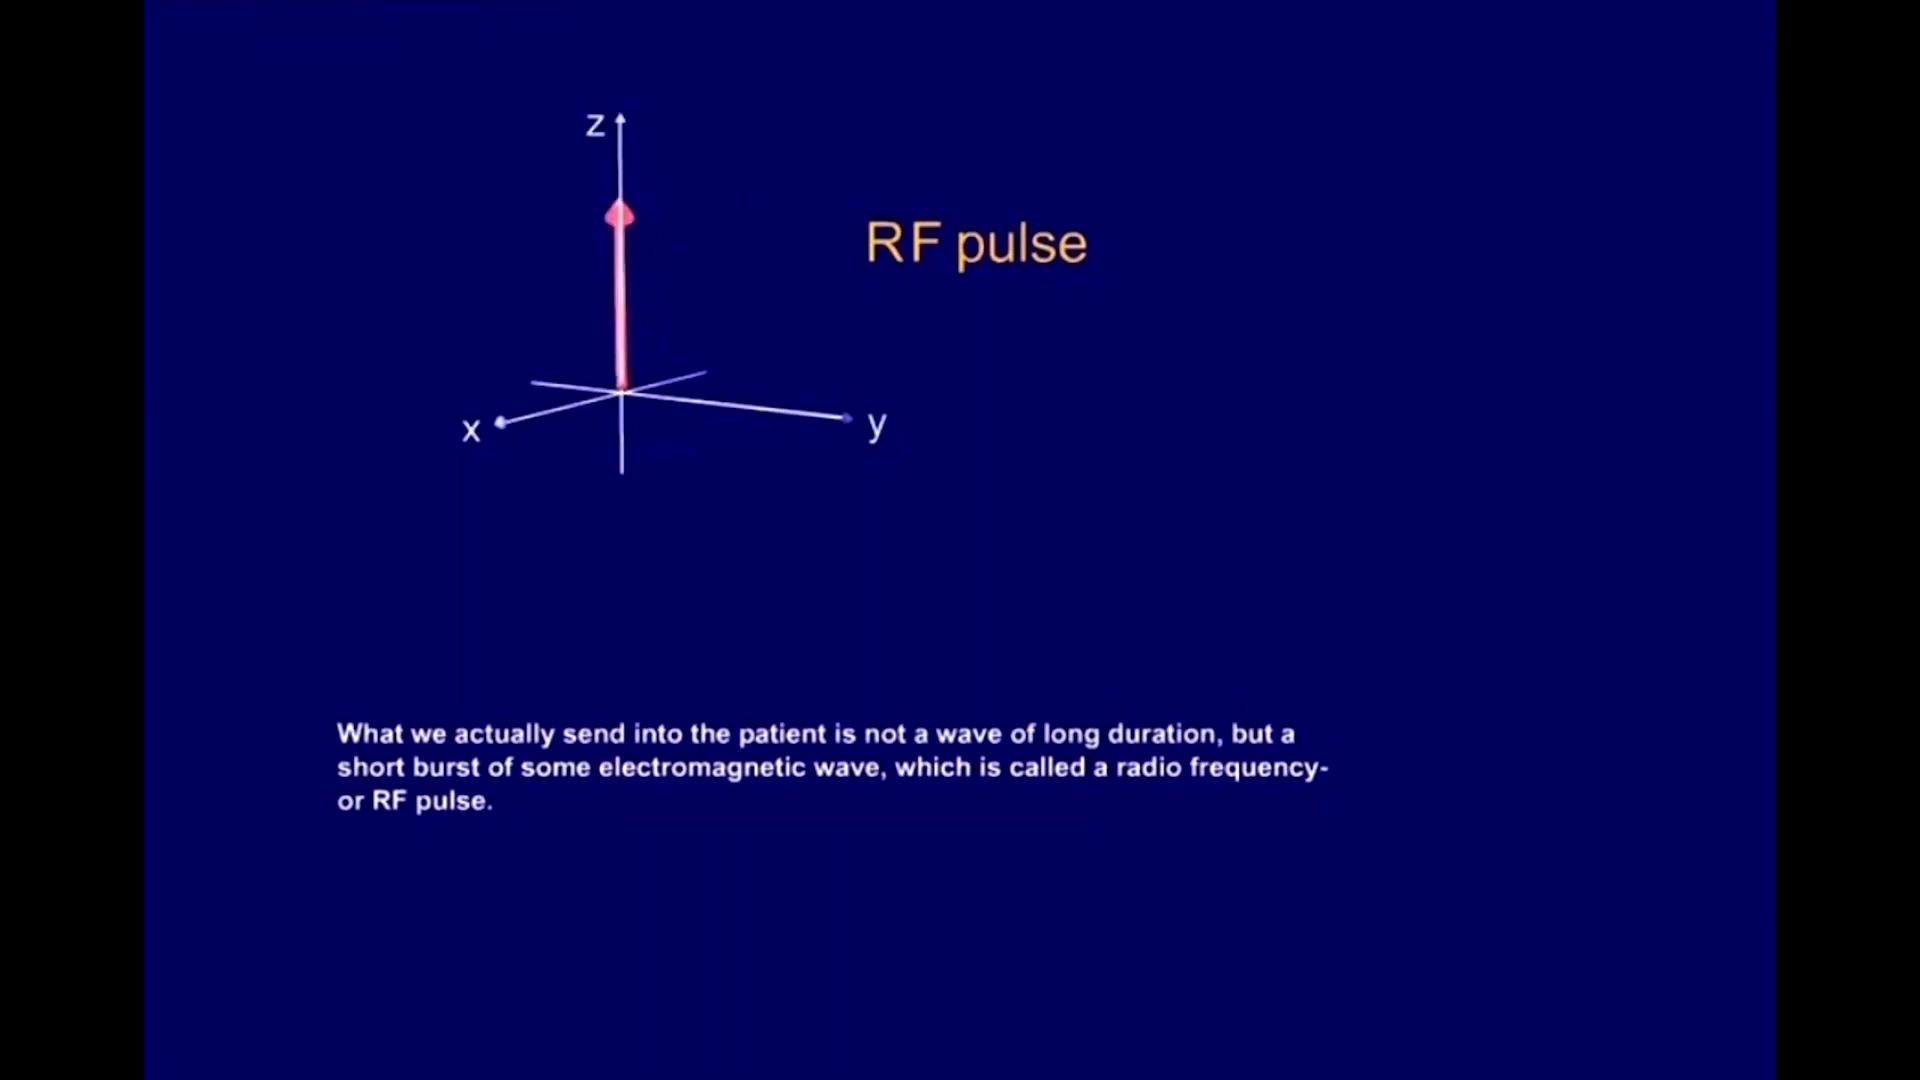 z
RF pulse
x
y
What we actually send into the patient is not a wave of long duration, but a
short burst of some electromagnetic wave, which is called a radio frequency-
or RF pulse.